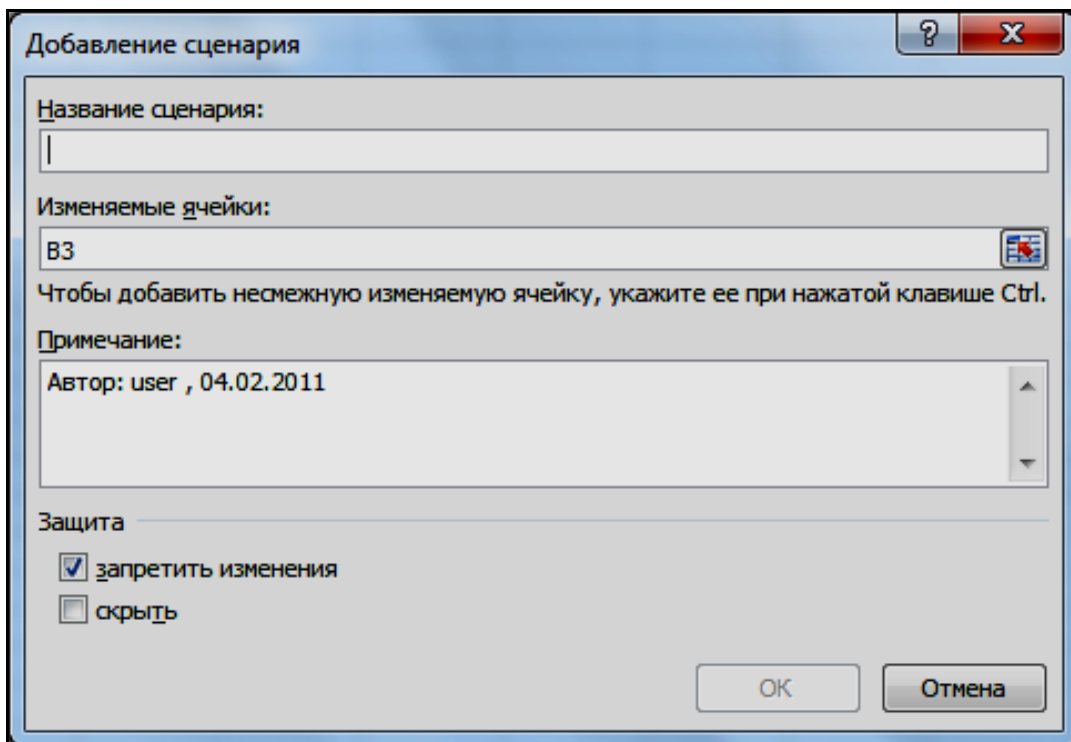 Добавление сценария
Название сценария:
Изменяемые ячейки:
B3
Чтобы добавить несмежную изменяемую ячейку, укажите ее при нажатой клавише Ctrl.
Примечание:
Автор: user , 04.02.2011
Защита
запретить изменения
скрыть
ОК
Отмена